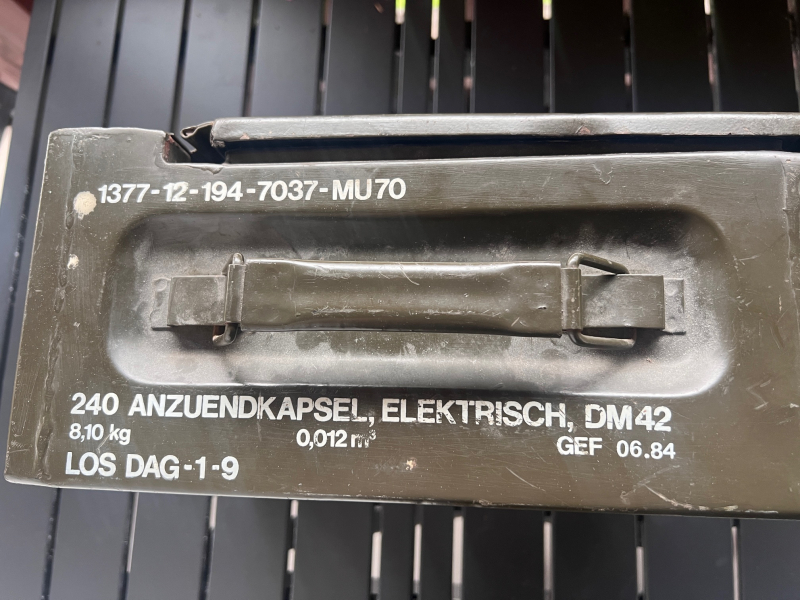 1377-12-194-7037-MU70
240 ANZUENDKAPSEL, ELEKTRISCH, DM42
8,10 kg 0,012 m³ GEF 06.84
LOS DAG-1-9